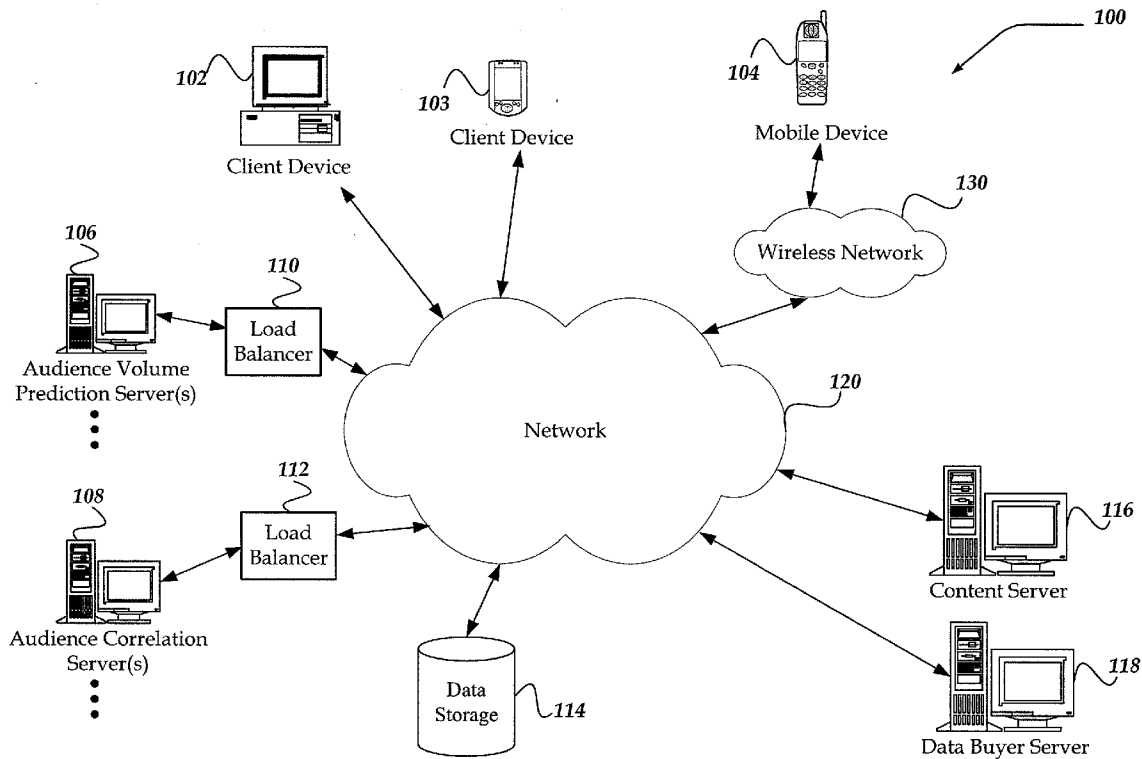 100
102
Client Device
103
Client Device
104
Mobile Device
130
Wireless Network
106
Audience Volume
Prediction Server(s)
110
Load
Balancer
120
Network
108
Audience Correlation
Server(s)
112
Load
Balancer
Data
Storage
114
116
Content Server
118
Data Buyer Server